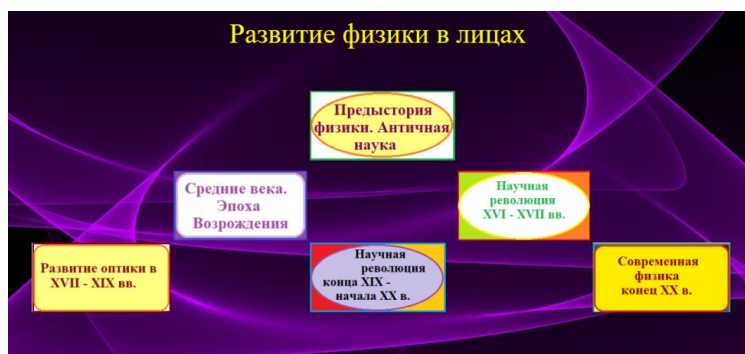 Развитие физики в лицах
Предыстория
физики. Античная
наука
Средние века.
Эпоха
Возрождения
Научная
революция
XVI - XVII вв.
Развитие оптики в
XVII - XIX вв.
Научная
революция
конца XIX -
начала XX в.
Современная
физика
конец XX в.